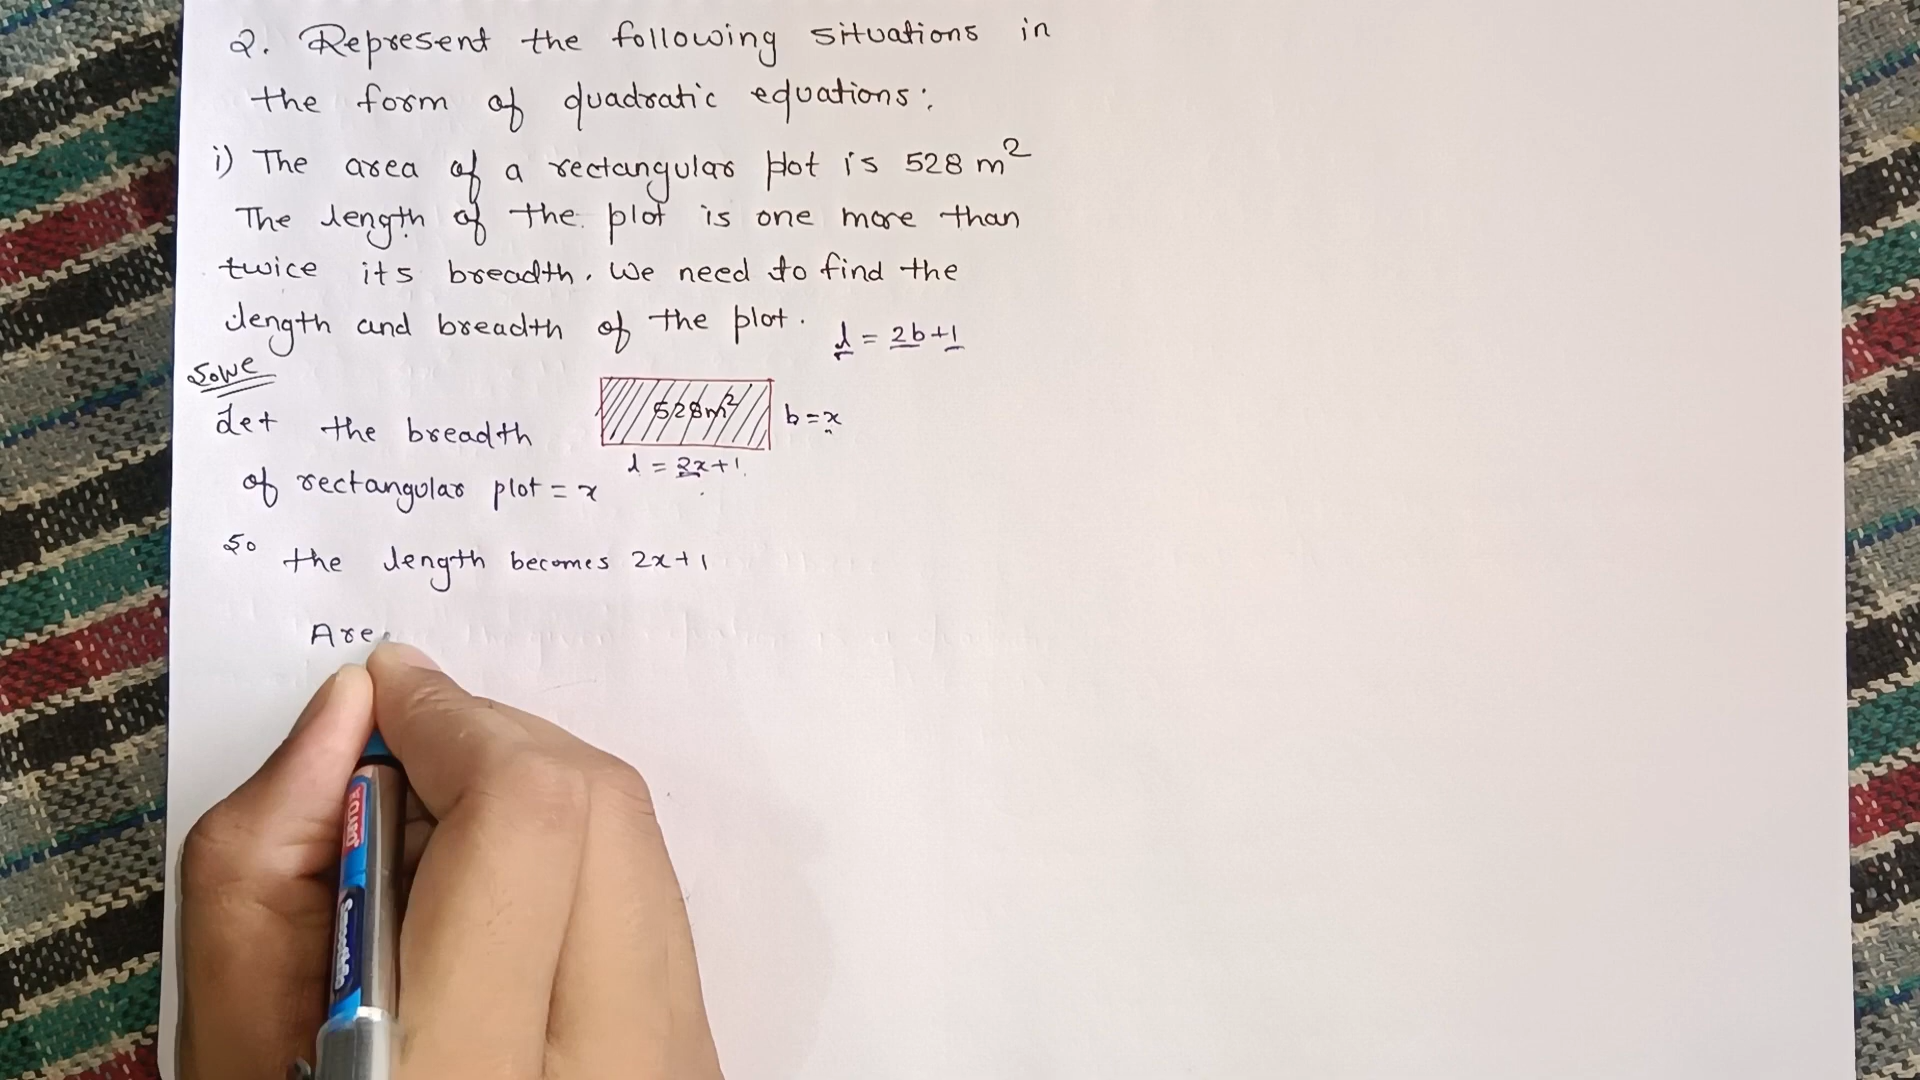 2. Represent the following situations in
the form of quadratic equations:
i) The area of a rectangular plot is 528 m²
The length of the plot is one more than
twice its breadth. We need to find the
length and breadth of the plot.
l = 2b+1
Solve
528m²
b = x
l = 2x+1
Let the breadth
of rectangular plot = x
So the length becomes 2x+1
Are